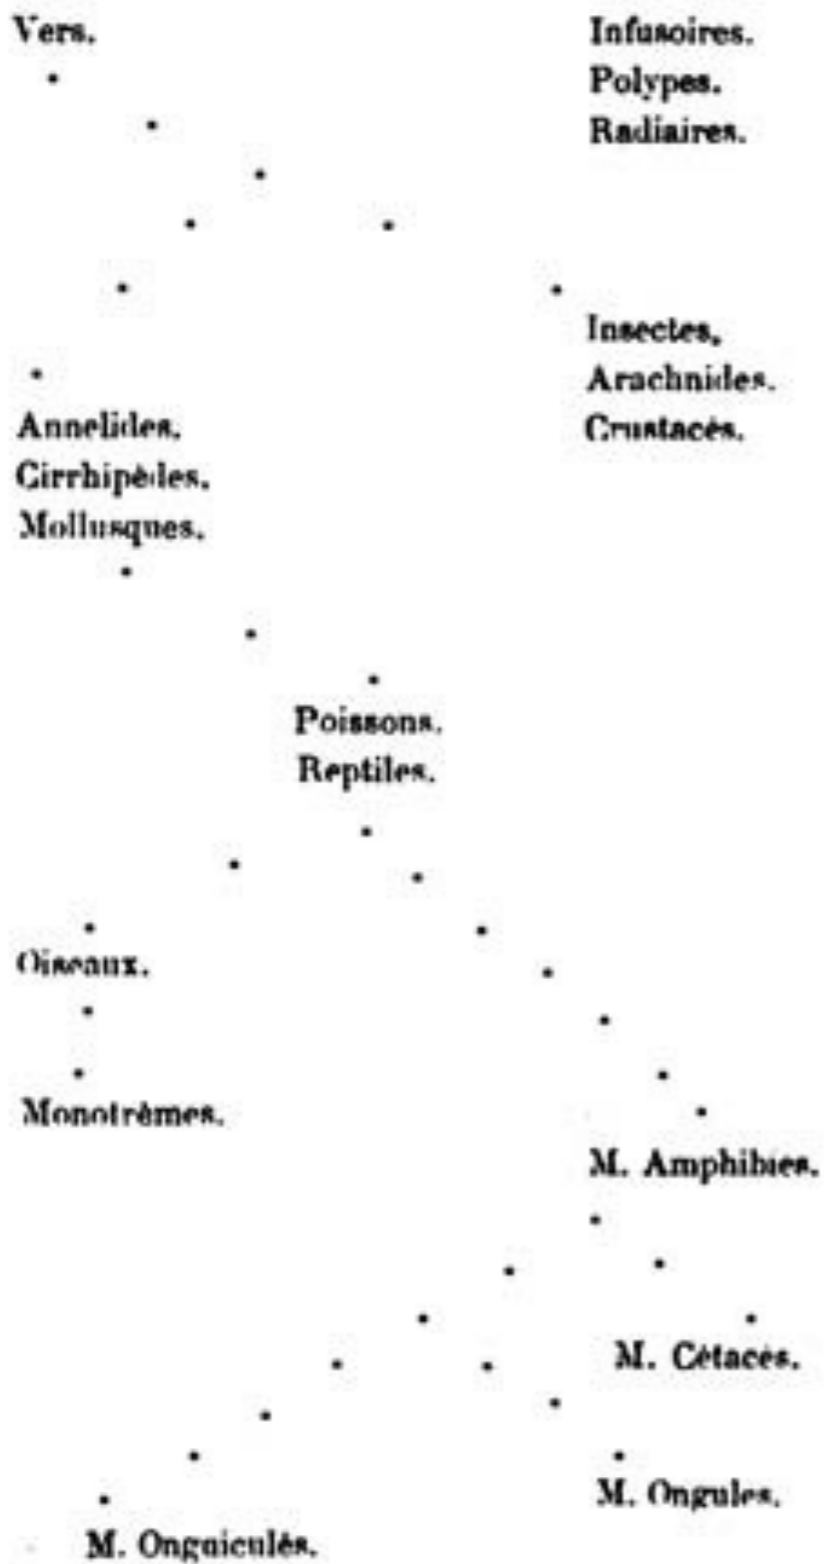 Vers.
Infusoires.
Polypes.
Radiaires.
Insectes,
Arachnides.
Crustacés.
Annelides.
Cirrhipèdes.
Mollusques.
Poissons.
Reptiles.
Oiseaux.
Monotrèmes.
M. Amphibies.
M. Cétacés.
M. Ongulés.
M. Onguiculés.